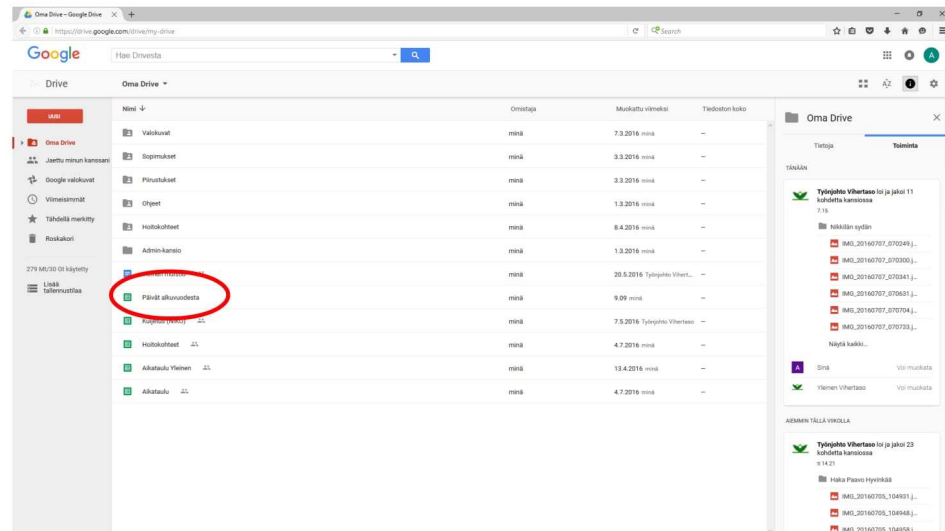 Oma Drive – Google Drive
https://drive.google.com/drive/my-drive
Search
Google
Hae Drivesta
A
Drive
Oma Drive
AZ
UUSI
Oma Drive
Jaettu minun kanssani
Google valokuvat
Viimeisimmät
Tähdellä merkitty
Roskakori
279 Mt/30 Gt käytetty
Lisää
tallennustilaa
Nimi Omistaja Muokattu viimeksi Tiedoston koko
Valokuvat minä 7.3.2016 minä –
Sopimukset minä 3.3.2016 minä –
Piirustukset minä 3.3.2016 minä –
Ohjeet minä 1.3.2016 minä –
Hoitokohteet minä 8.4.2016 minä –
Admin-kansio minä 1.3.2016 minä –
minä 20.5.2016 Työnjohto Vihert... –
Päivät alkuvuodesta minä 9.09 minä –
(NIKO) minä 7.5.2016 Työnjohto Vihertaso –
Hoitokohteet minä 4.7.2016 minä –
Aikataulu Yleinen minä 13.4.2016 minä –
Aikataulu minä 4.7.2016 minä –
Oma Drive
Tietoja Toiminta
TÄNÄÄN
Työnjohto Vihertaso loi ja jakoi 11
kohdetta kansiossa
7.15
Nikkilän sydän
IMG_20160707_070249.j...
IMG_20160707_070300.j...
IMG_20160707_070341.j...
IMG_20160707_070631.j...
IMG_20160707_070704.j...
IMG_20160707_070733.j...
Näytä kaikki...
A Sinä Voi muokata
Yleinen Vihertaso Voi muokata
AIEMMIN TÄLLÄ VIIKOLLA
Työnjohto Vihertaso loi ja jakoi 23
kohdetta kansiossa
ti 14.21
Haka Paavo Hyvinkää
IMG_20160705_104931.j...
IMG_20160705_104948.j...
IMG_20160705_104958.j...